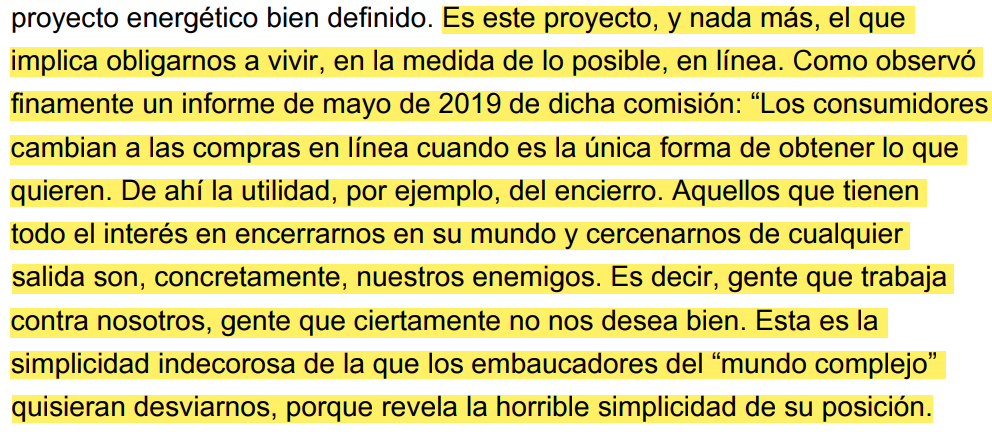 proyecto energético bien definido. Es este proyecto, y nada más, el que
implica obligarnos a vivir, en la medida de lo posible, en línea. Como observó
finamente un informe de mayo de 2019 de dicha comisión: “Los consumidores
cambian a las compras en línea cuando es la única forma de obtener lo que
quieren. De ahí la utilidad, por ejemplo, del encierro. Aquellos que tienen
todo el interés en encerrarnos en su mundo y cercenarnos de cualquier
salida son, concretamente, nuestros enemigos. Es decir, gente que trabaja
contra nosotros, gente que ciertamente no nos desea bien. Esta es la
simplicidad indecorosa de la que los embaucadores del “mundo complejo”
quisieran desviarnos, porque revela la horrible simplicidad de su posición.